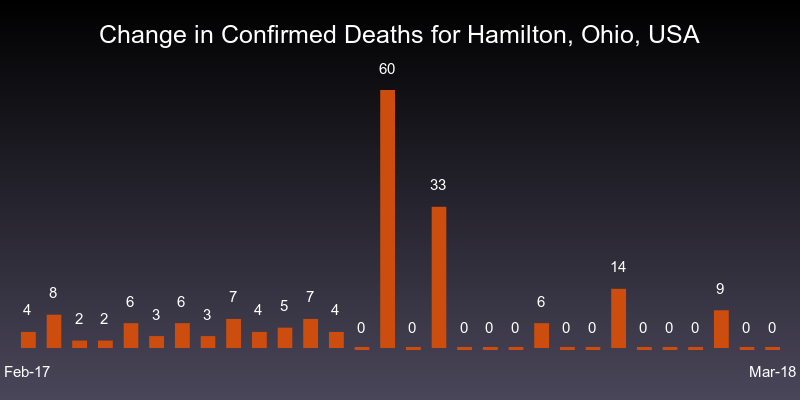 Change in Confirmed Deaths for Hamilton, Ohio, USA
4 8 2 2 6 3 6 3 7 4 5 7 4 0 60 0 33 0 0 0 6 0 0 14 0 0 0 9 0 0
Feb-17 Mar-18